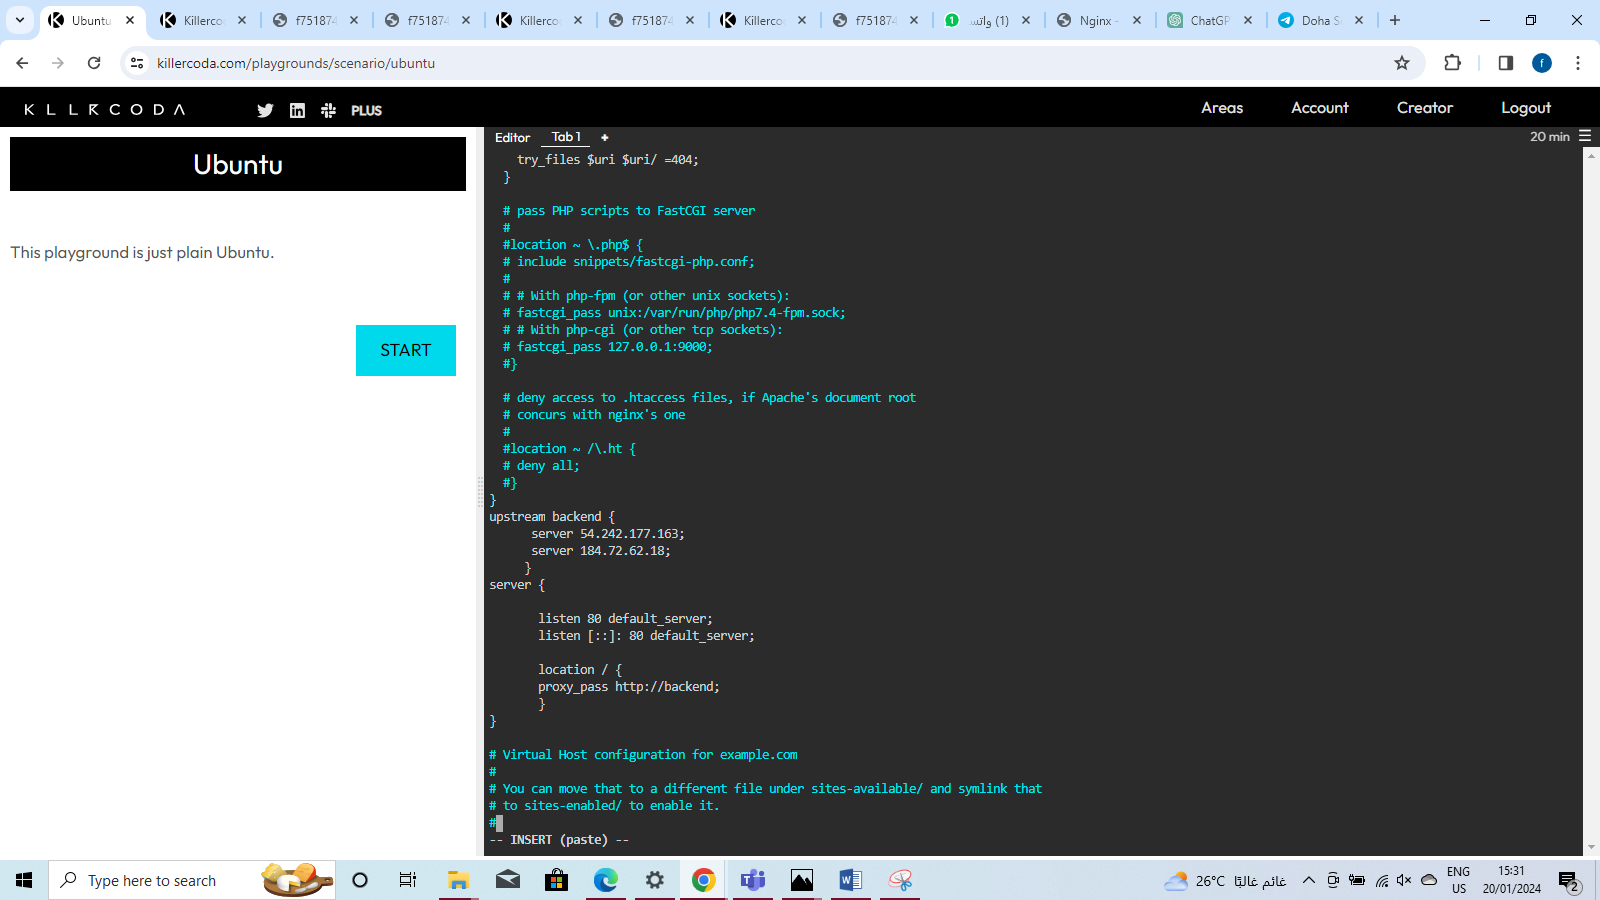 Ubuntu
Killerco
f75187
f75187
Killerco
f75187
Killerco
f75187
(1) واتس
Nginx -
ChatGP
Doha S
killercoda.com/playgrounds/scenario/ubuntu
f
KLLRCODA
PLUS
Areas
Account
Creator
Logout
Ubuntu
This playground is just plain Ubuntu.
START
Editor
Tab 1
+
20 min
try_files $uri $uri/ =404;
}
# pass PHP scripts to FastCGI server
#
#location ~ \.php$ {
# include snippets/fastcgi-php.conf;
#
# # With php-fpm (or other unix sockets):
# fastcgi_pass unix:/var/run/php/php7.4-fpm.sock;
# # With php-cgi (or other tcp sockets):
# fastcgi_pass 127.0.0.1:9000;
#}
# deny access to .htaccess files, if Apache's document root
# concurs with nginx's one
#
#location ~ /\.ht {
# deny all;
#}
}
upstream backend {
server 54.242.177.163;
server 184.72.62.18;
}
server {
listen 80 default_server;
listen [::]: 80 default_server;
location / {
proxy_pass http://backend;
}
}
# Virtual Host configuration for example.com
#
# You can move that to a different file under sites-available/ and symlink that
# to sites-enabled/ to enable it.
#
-- INSERT (paste) --
Type here to search
26°C غائم غالبًا
ENG
US
15:31
20/01/2024
2